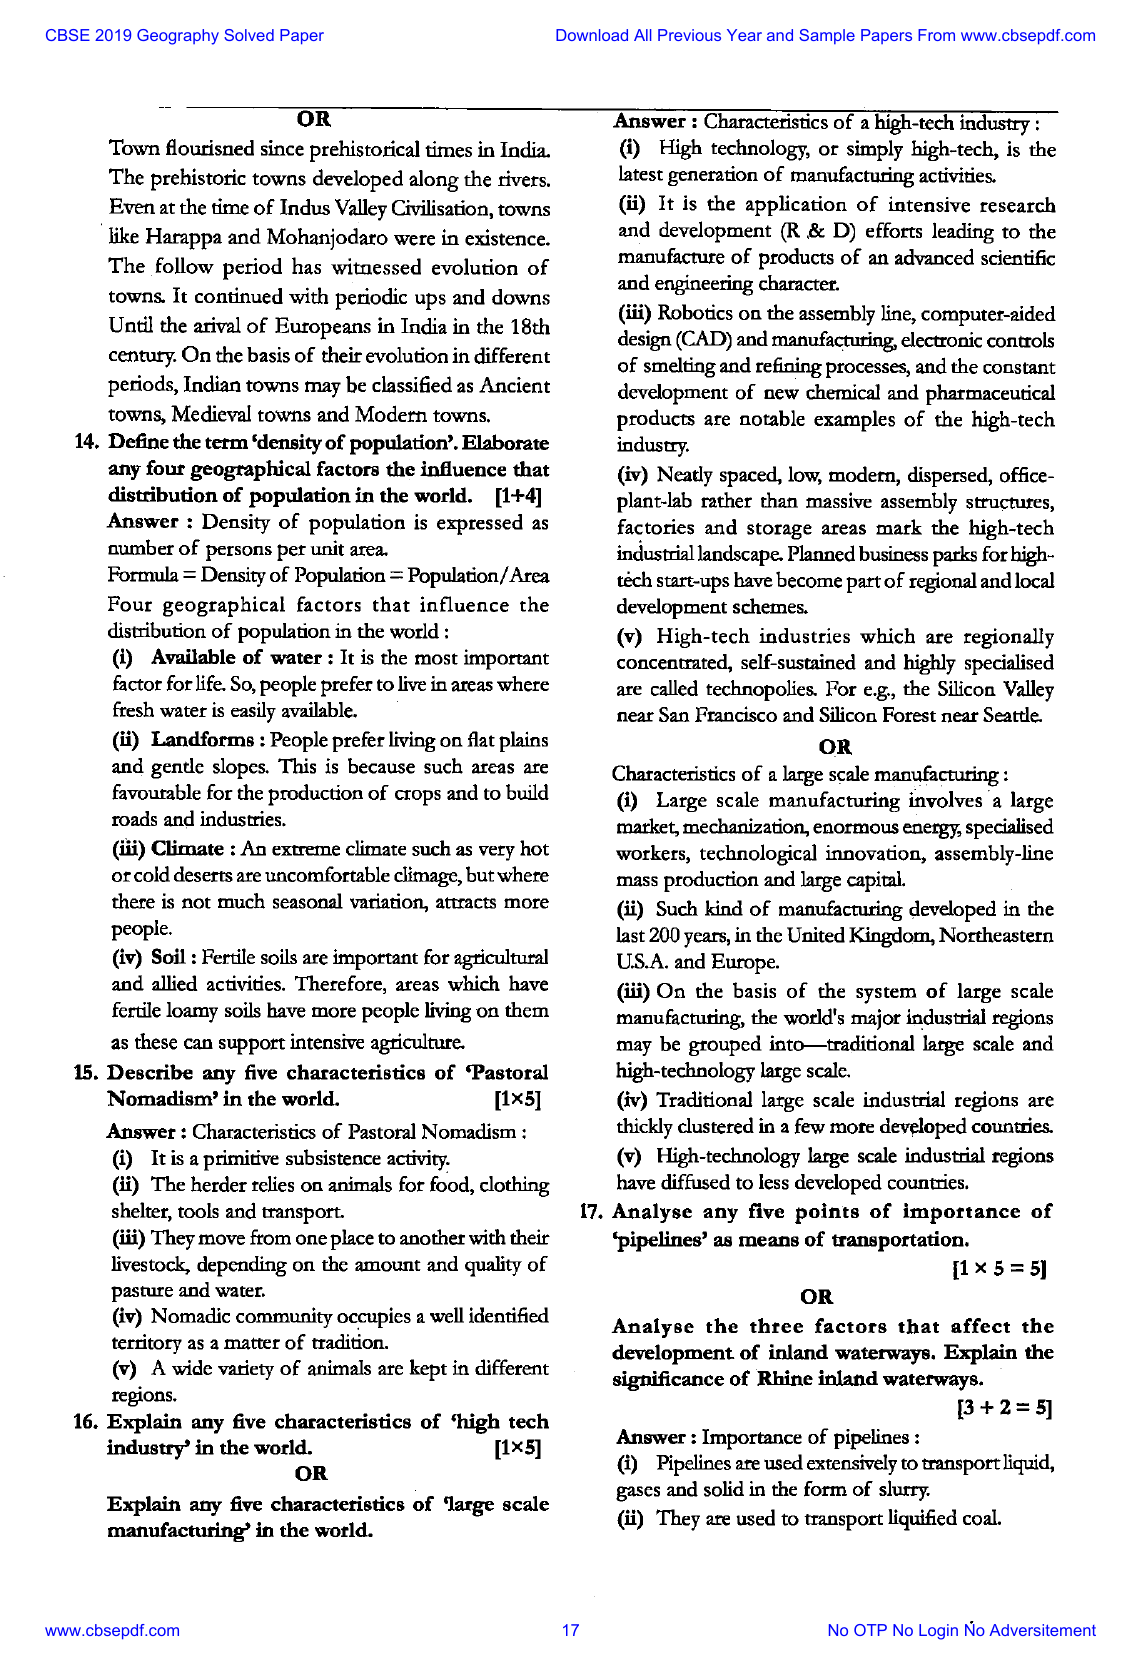 CBSE 2019 Geography Solved Paper
Download All Previous Year and Sample Papers From www.cbsepdf.com
OR
Town flourisned since prehistorical times in India.
The prehistoric towns developed along the rivers.
Even at the time of Indus Valley Civilisation, towns
like Harappa and Mohanjodaro were in existence.
The follow period has witnessed evolution of
towns. It continued with periodic ups and downs
Until the arival of Europeans in India in the 18th
century. On the basis of their evolution in different
periods, Indian towns may be classified as Ancient
towns, Medieval towns and Modern towns.
14. Define the term ‘density of population’. Elaborate
any four geographical factors the influence that
distribution of population in the world. [1+4]
Answer : Density of population is expressed as
number of persons per unit area.
Formula = Density of Population = Population/Area
Four geographical factors that influence the
distribution of population in the world :
(i) Available of water : It is the most important
factor for life. So, people prefer to live in areas where
fresh water is easily available.
(ii) Landforms : People prefer living on flat plains
and gentle slopes. This is because such areas are
favourable for the production of crops and to build
roads and industries.
(iii) Climate : An extreme climate such as very hot
or cold deserts are uncomfortable climage, but where
there is not much seasonal variation, attracts more
people.
(iv) Soil : Fertile soils are important for agricultural
and allied activities. Therefore, areas which have
fertile loamy soils have more people living on them
as these can support intensive agriculture.
15. Describe any five characteristics of ‘Pastoral
Nomadism’ in the world. [1×5]
Answer : Characteristics of Pastoral Nomadism :
(i) It is a primitive subsistence activity.
(ii) The herder relies on animals for food, clothing
shelter, tools and transport.
(iii) They move from one place to another with their
livestock, depending on the amount and quality of
pasture and water.
(iv) Nomadic community occupies a well identified
territory as a matter of tradition.
(v) A wide variety of animals are kept in different
regions.
16. Explain any five characteristics of ‘high tech
industry’ in the world. [1×5]
OR
Explain any five characteristics of ‘large scale
manufacturing’ in the world.
Answer : Characteristics of a high-tech industry :
(i) High technology, or simply high-tech, is the
latest generation of manufacturing activities.
(ii) It is the application of intensive research
and development (R & D) efforts leading to the
manufacture of products of an advanced scientific
and engineering character.
(iii) Robotics on the assembly line, computer-aided
design (CAD) and manufacturing, electronic controls
of smelting and refining processes, and the constant
development of new chemical and pharmaceutical
products are notable examples of the high-tech
industry.
(iv) Neatly spaced, low, modern, dispersed, office-
plant-lab rather than massive assembly structures,
factories and storage areas mark the high-tech
industrial landscape. Planned business parks for high-
tech start-ups have become part of regional and local
development schemes.
(v) High-tech industries which are regionally
concentrated, self-sustained and highly specialised
are called technopolies. For e.g., the Silicon Valley
near San Francisco and Silicon Forest near Seattle.
OR
Characteristics of a large scale manufacturing :
(i) Large scale manufacturing involves a large
market, mechanization, enormous energy, specialised
workers, technological innovation, assembly-line
mass production and large capital.
(ii) Such kind of manufacturing developed in the
last 200 years, in the United Kingdom, Northeastern
U.S.A. and Europe.
(iii) On the basis of the system of large scale
manufacturing, the world's major industrial regions
may be grouped into—traditional large scale and
high-technology large scale.
(iv) Traditional large scale industrial regions are
thickly clustered in a few more developed countries.
(v) High-technology large scale industrial regions
have diffused to less developed countries.
17. Analyse any five points of importance of
‘pipelines’ as means of transportation.
[1 × 5 = 5]
OR
Analyse the three factors that affect the
development of inland waterways. Explain the
significance of Rhine inland waterways.
[3 + 2 = 5]
Answer : Importance of pipelines :
(i) Pipelines are used extensively to transport liquid,
gases and solid in the form of slurry.
(ii) They are used to transport liquified coal.
www.cbsepdf.com
17
No OTP No Login No Adversitement